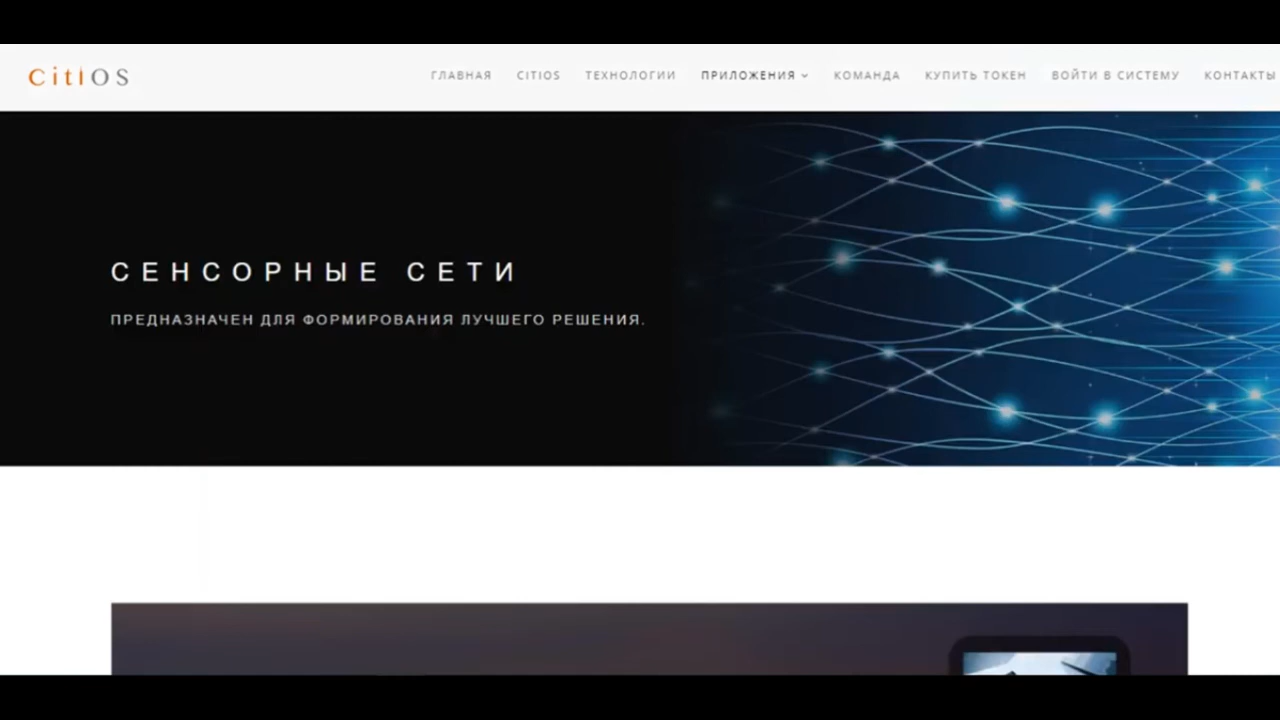 CitiOS
ГЛАВНАЯ CITIOS ТЕХНОЛОГИИ ПРИЛОЖЕНИЯ КОМАНДА КУПИТЬ ТОКЕН ВОЙТИ В СИСТЕМУ КОНТАКТЫ
СЕНСОРНЫЕ СЕТИ
ПРЕДНАЗНАЧЕН ДЛЯ ФОРМИРОВАНИЯ ЛУЧШЕГО РЕШЕНИЯ.